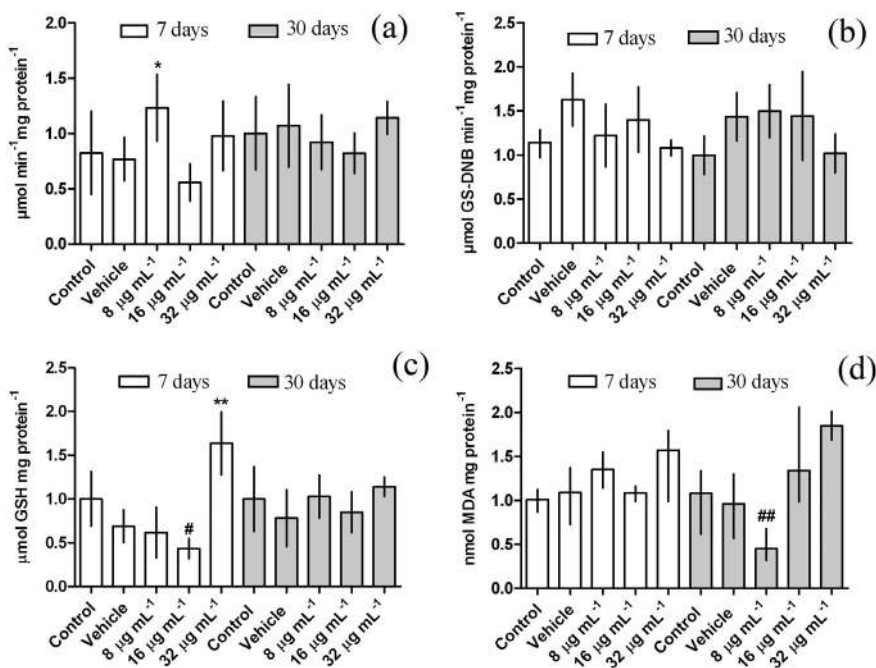 7 days 30 days (a)
µmol min⁻¹mg protein⁻¹
2.0
1.5
1.0
0.5
0.0
*
Control
Vehicle
8 µg mL⁻¹
16 µg mL⁻¹
32 µg mL⁻¹
Control
Vehicle
8 µg mL⁻¹
16 µg mL⁻¹
32 µg mL⁻¹
7 days 30 days (b)
µmol GS-DNB min⁻¹mg protein⁻¹
2.5
2.0
1.5
1.0
0.5
0.0
Control
Vehicle
8 µg mL⁻¹
16 µg mL⁻¹
32 µg mL⁻¹
Control
Vehicle
8 µg mL⁻¹
16 µg mL⁻¹
32 µg mL⁻¹
7 days 30 days (c)
µmol GSH mg protein⁻¹
2.5
2.0
1.5
1.0
0.5
0.0
#
**
Control
Vehicle
8 µg mL⁻¹
16 µg mL⁻¹
32 µg mL⁻¹
Control
Vehicle
8 µg mL⁻¹
16 µg mL⁻¹
32 µg mL⁻¹
7 days 30 days (d)
nmol MDA mg protein⁻¹
2.5
2.0
1.5
1.0
0.5
0.0
##
Control
Vehicle
8 µg mL⁻¹
16 µg mL⁻¹
32 µg mL⁻¹
Control
Vehicle
8 µg mL⁻¹
16 µg mL⁻¹
32 µg mL⁻¹